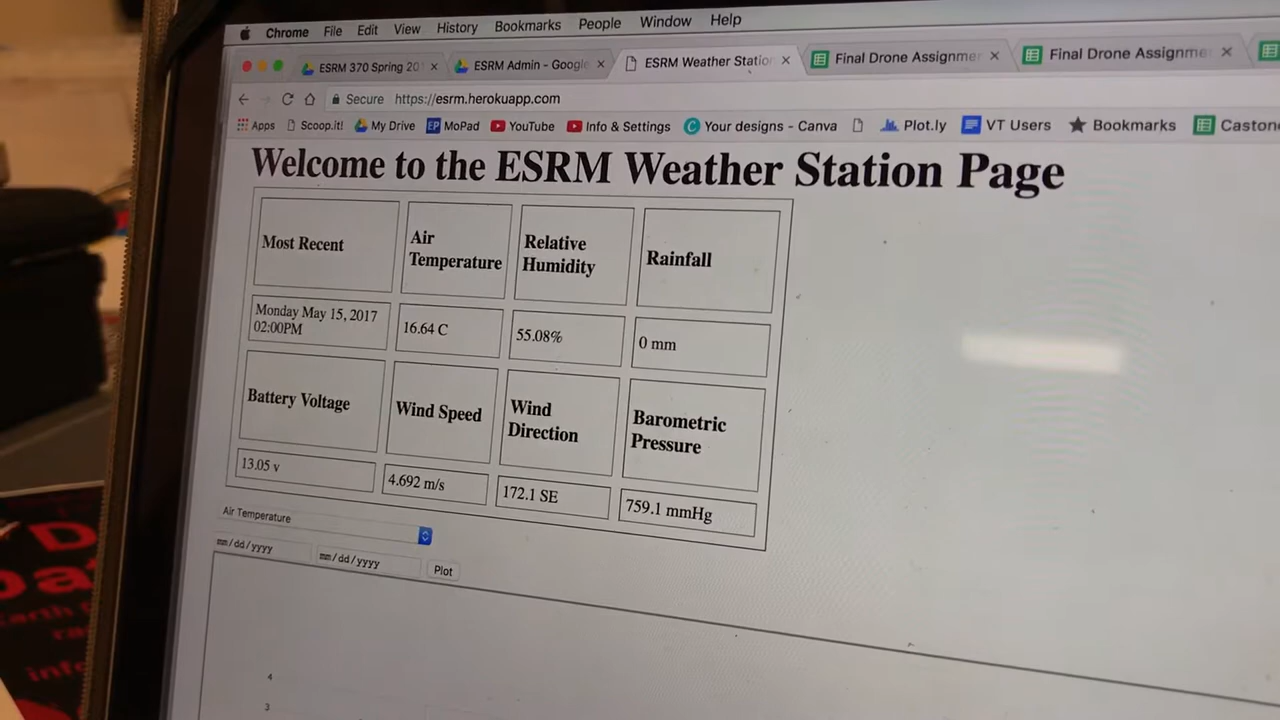 Chrome File Edit View History Bookmarks People Window Help
ESRM 370 Spring 20 ESRM Admin - Google ESRM Weather Statio Final Drone Assignme Final Drone Assignme
Secure https://esrm.herokuapp.com
Apps Scoop.it! My Drive EP MoPad YouTube Info & Settings Your designs - Canva Plot.ly VT Users Bookmarks Castone
Welcome to the ESRM Weather Station Page
Most Recent
Air
Temperature
Relative
Humidity
Rainfall
Monday May 15, 2017
02:00PM
16.64 C
55.08%
0 mm
Battery Voltage
Wind Speed
Wind
Direction
Barometric
Pressure
13.05 v
4.692 m/s
172.1 SE
759.1 mmHg
Air Temperature
mm/dd/yyyy mm/dd/yyyy Plot
4
3